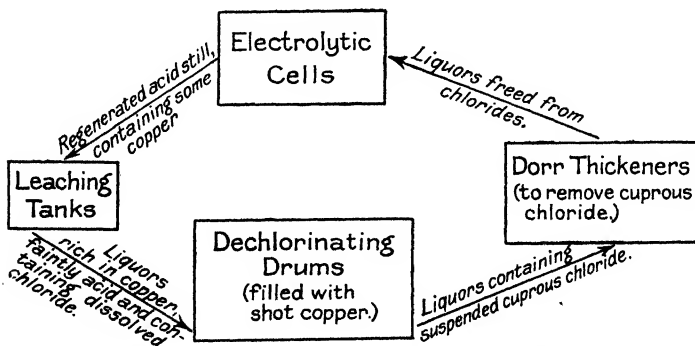 Electrolytic
Cells
Regenerated acid still,
containing some
copper
Liquors freed from
chlorides.
Leaching
Tanks
Dorr Thickeners
(to remove cuprous
chloride.)
Liquors
rich in copper,
faintly acid and con-
taining dissolved
chloride.
Dechlorinating
Drums
(filled with
shot copper.)
Liquors containing
suspended cuprous chloride.